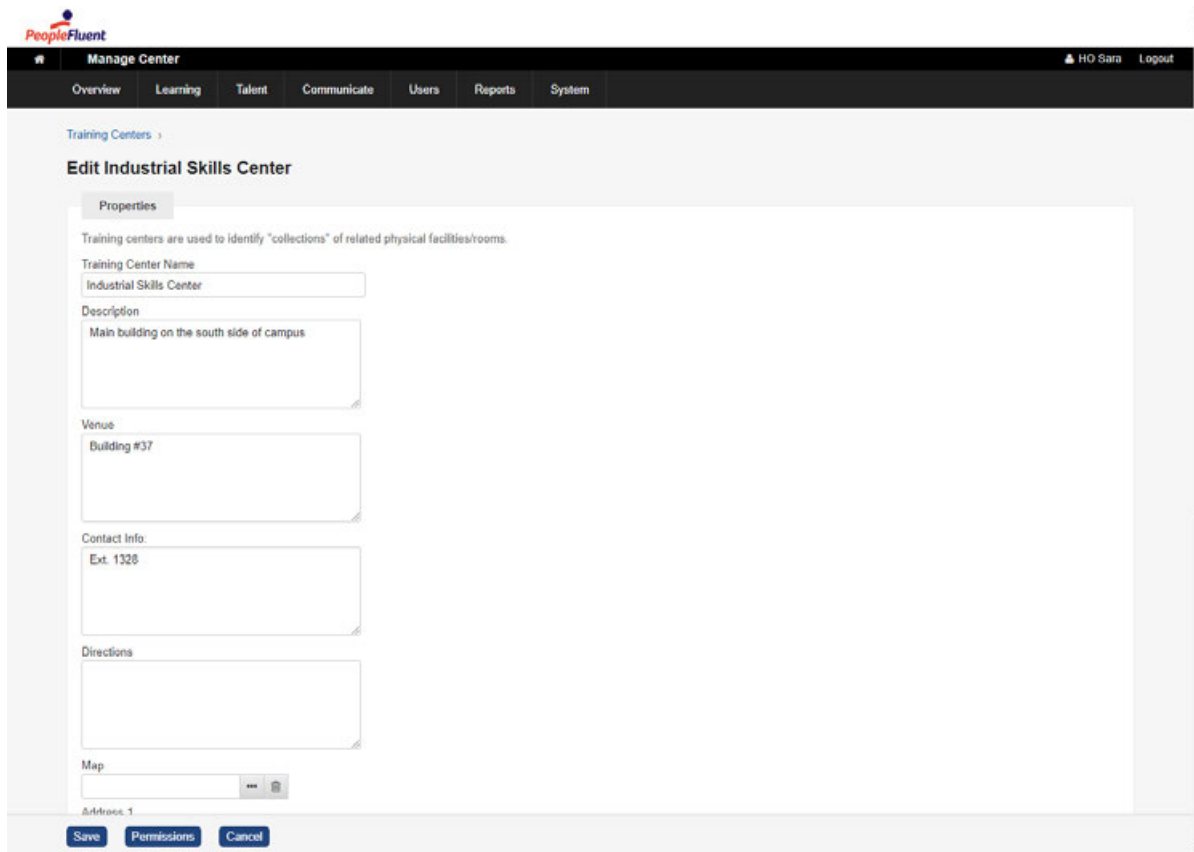 PeopleFluent
Manage Center HO Sara Logout
Overview Learning Talent Communicate Users Reports System
Training Centers ›
Edit Industrial Skills Center
Properties
Training centers are used to identify "collections" of related physical facilities/rooms.
Training Center Name
Industrial Skills Center
Description
Main building on the south side of campus
Venue
Building #37
Contact Info:
Ext. 1328
Directions
Map
Address 1
Save Permissions Cancel